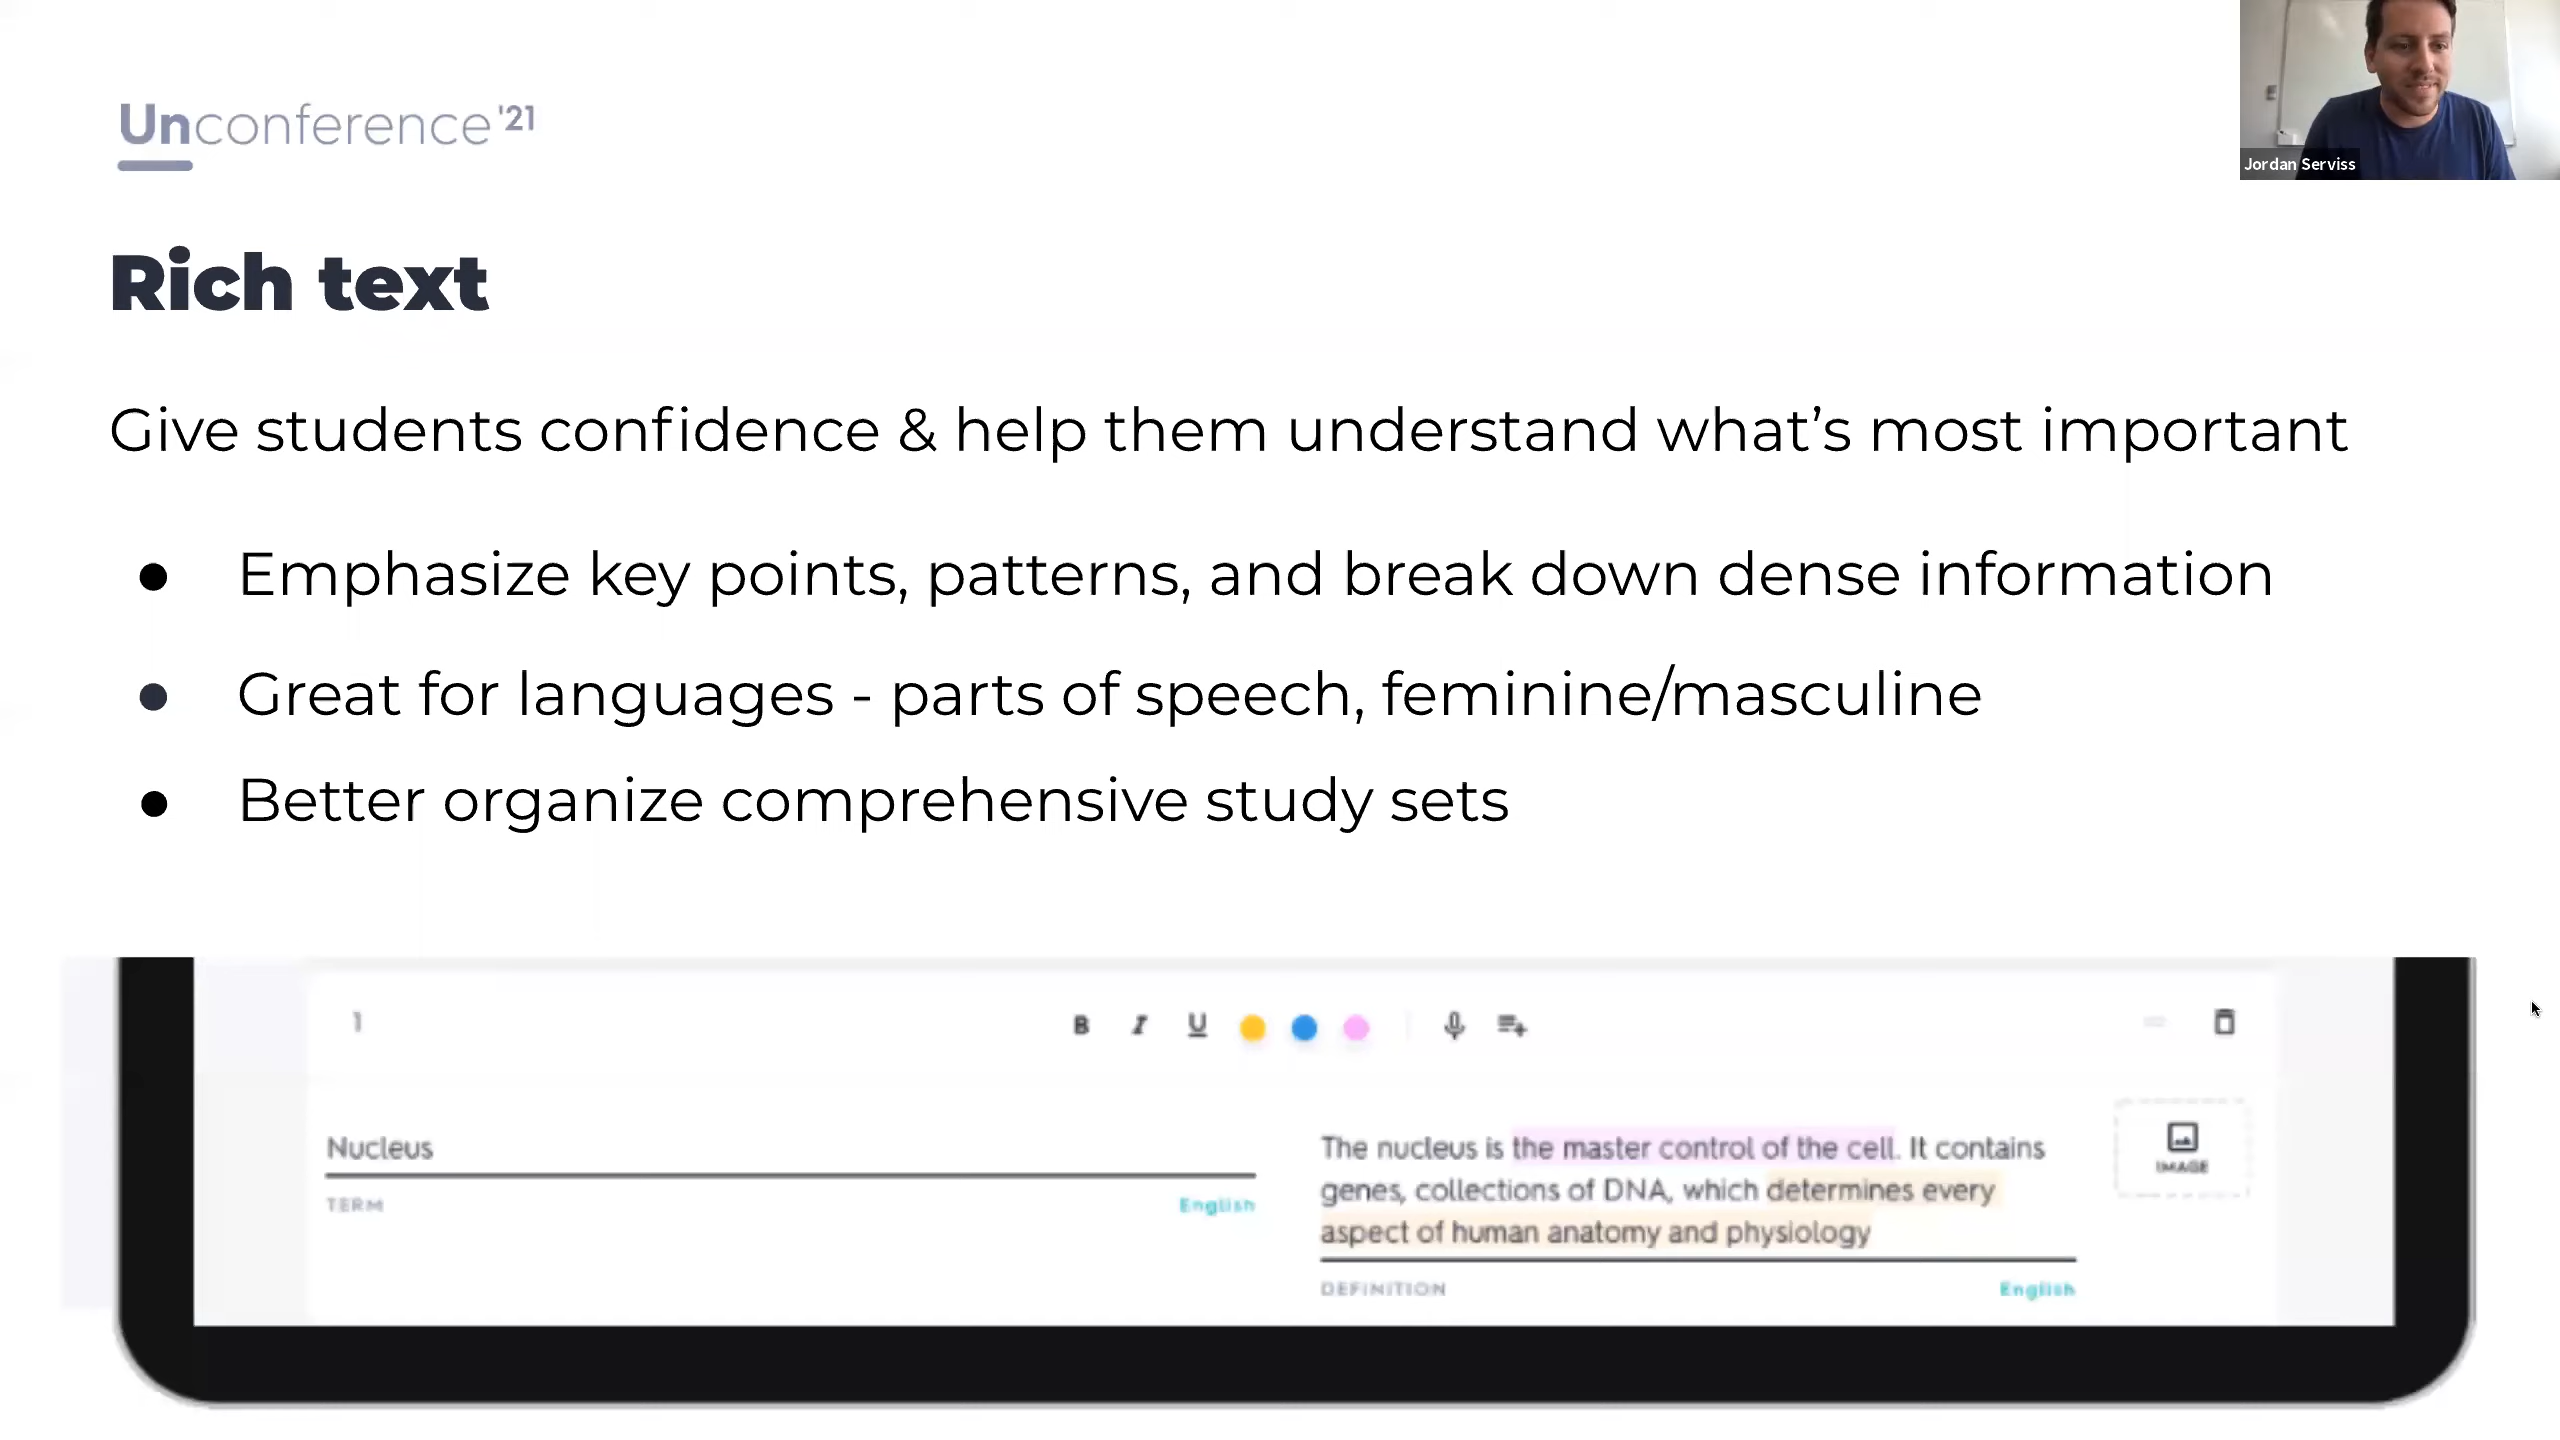 Unconference '21
Jordan Serviss
Rich text
Give students confidence & help them understand what's most important
● Emphasize key points, patterns, and break down dense information
● Great for languages - parts of speech, feminine/masculine
● Better organize comprehensive study sets
1
B I U
Nucleus
TERM English
The nucleus is the master control of the cell. It contains
genes, collections of DNA, which determines every
aspect of human anatomy and physiology
DEFINITION English
IMAGE